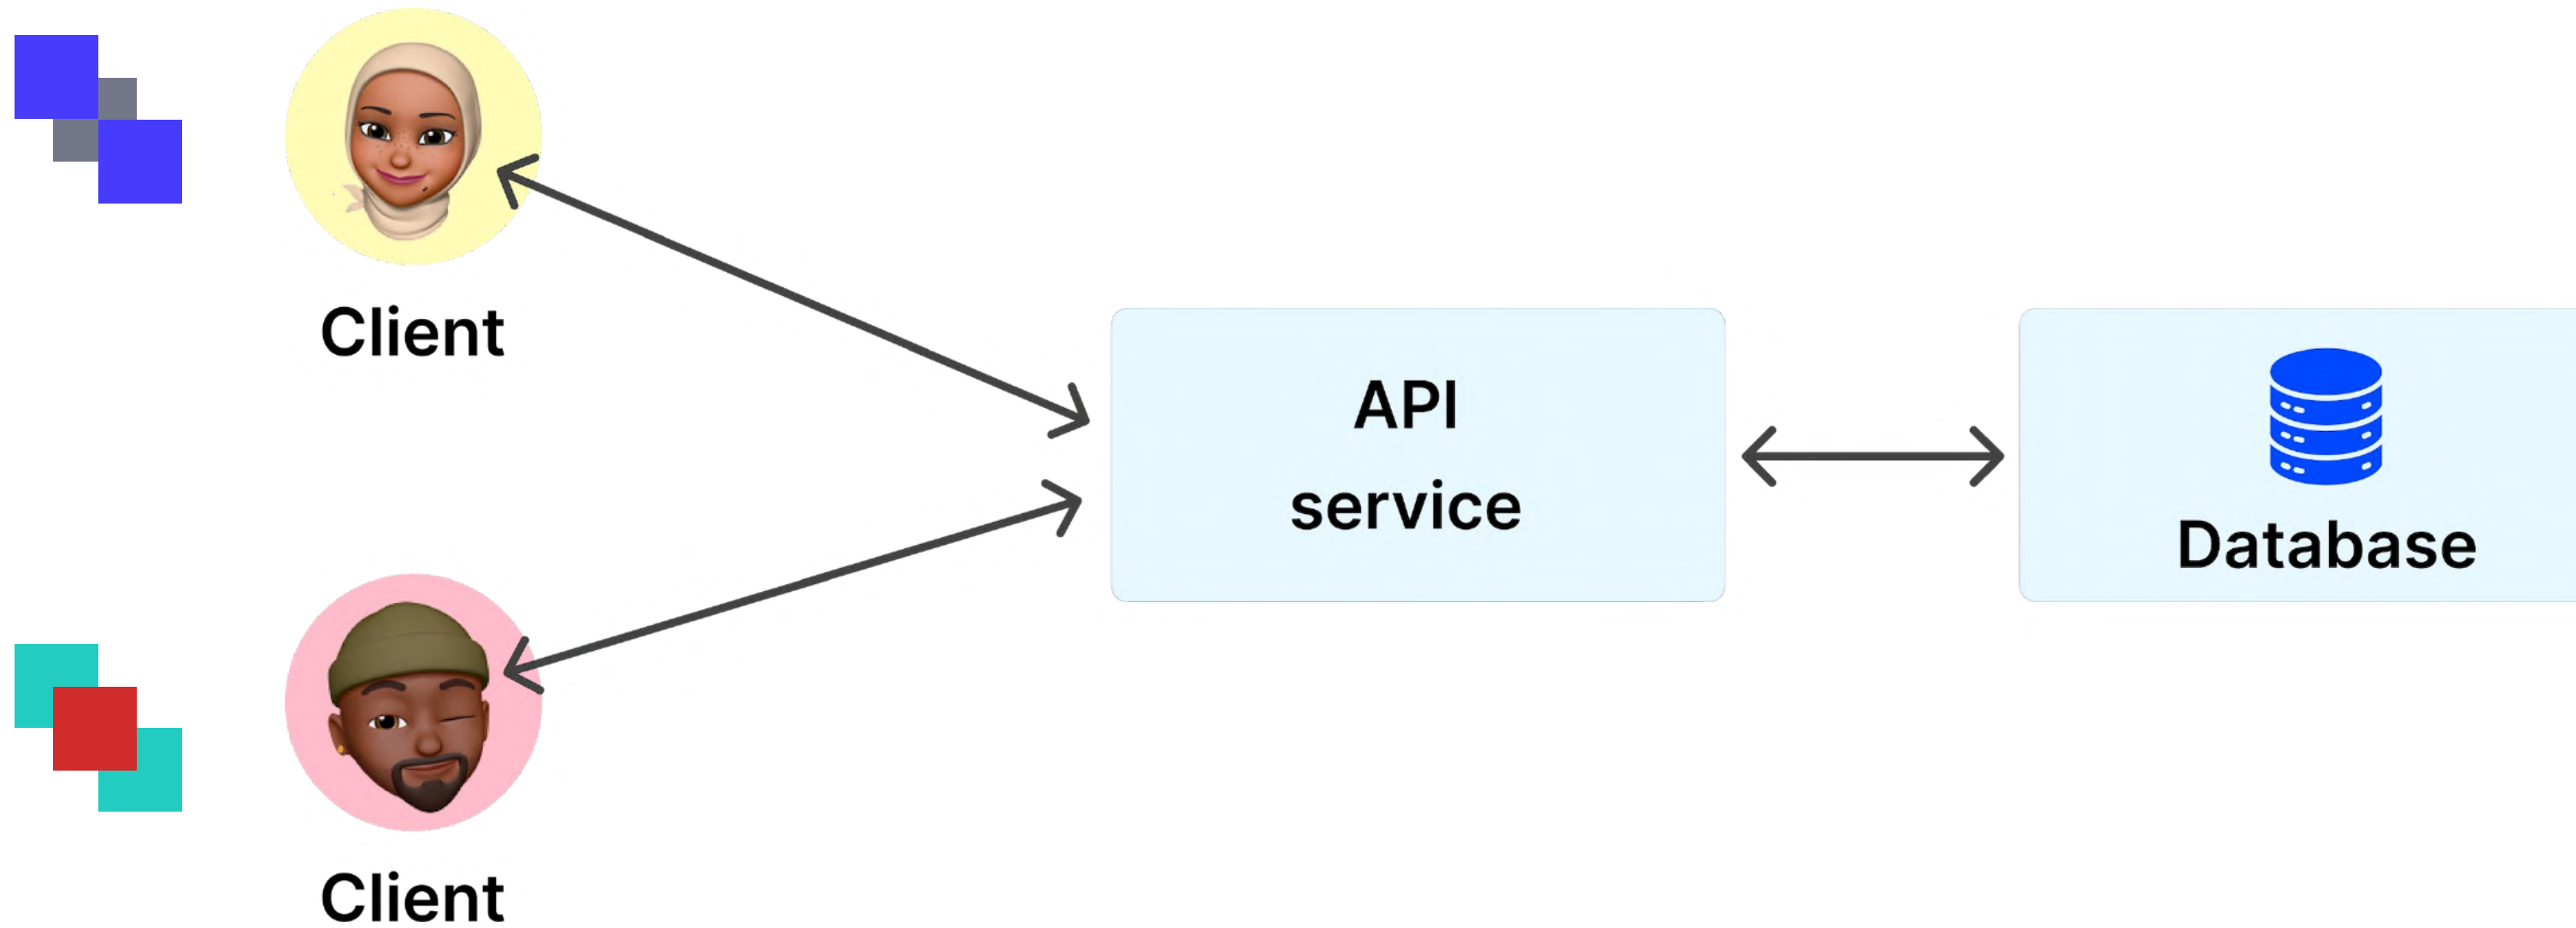 Client
API
service
Database
Client